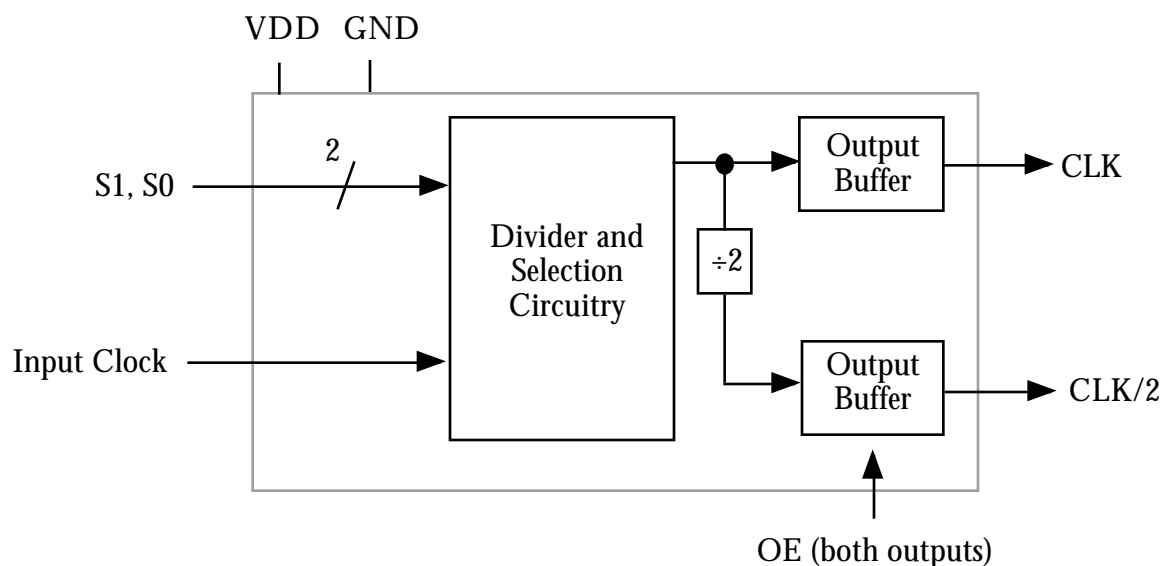 VDD GND
2
S1, S0
Input Clock
Divider and
Selection
Circuitry
÷2
Output
Buffer
CLK
Output
Buffer
CLK/2
OE (both outputs)